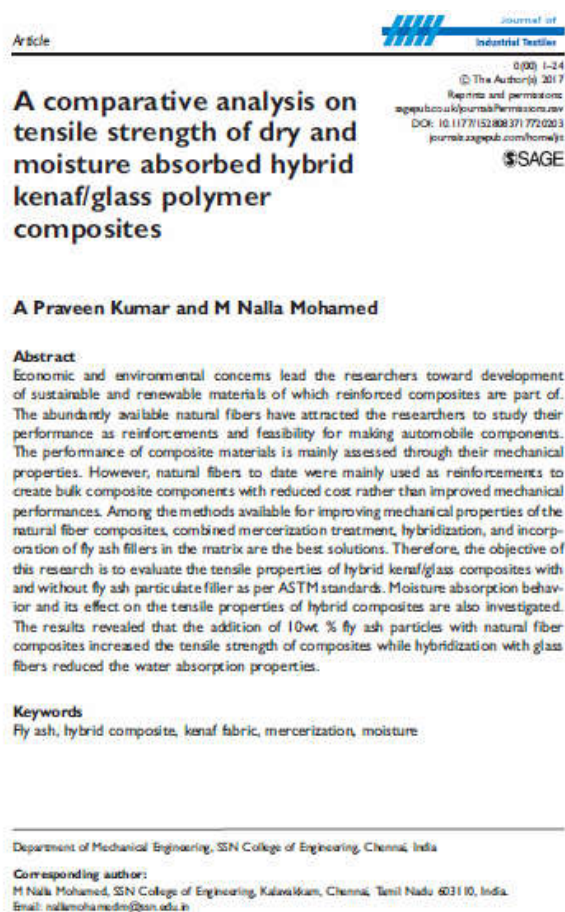 Article
Journal of
Industrial Textiles
0(00) 1–24
© The Author(s) 2017
Reprints and permissions:
sagepub.co.uk/journalsPermissions.nav
DOI: 10.1177/1528083717720203
journals.sagepub.com/home/jit
SAGE
A comparative analysis on
tensile strength of dry and
moisture absorbed hybrid
kenaf/glass polymer
composites
A Praveen Kumar and M Nalla Mohamed
Abstract
Economic and environmental concerns lead the researchers toward development
of sustainable and renewable materials of which reinforced composites are part of.
The abundantly available natural fibers have attracted the researchers to study their
performance as reinforcements and feasibility for making automobile components.
The performance of composite materials is mainly assessed through their mechanical
properties. However, natural fibers to date were mainly used as reinforcements to
create bulk composite components with reduced cost rather than improved mechanical
performances. Among the methods available for improving mechanical properties of the
natural fiber composites, combined mercerization treatment, hybridization, and incorp-
oration of fly ash fillers in the matrix are the best solutions. Therefore, the objective of
this research is to evaluate the tensile properties of hybrid kenaf/glass composites with
and without fly ash particulate filler as per ASTM standards. Moisture absorption behav-
ior and its effect on the tensile properties of hybrid composites are also investigated.
The results revealed that the addition of 10wt % fly ash particles with natural fiber
composites increased the tensile strength of composites while hybridization with glass
fibers reduced the water absorption properties.
Keywords
Fly ash, hybrid composite, kenaf fabric, mercerization, moisture
Department of Mechanical Engineering, SSN College of Engineering, Chennai, India
Corresponding author:
M Nalla Mohamed, SSN College of Engineering, Kalavakkam, Chennai, Tamil Nadu 603110, India.
Email: nallamohamedm@ssn.edu.in